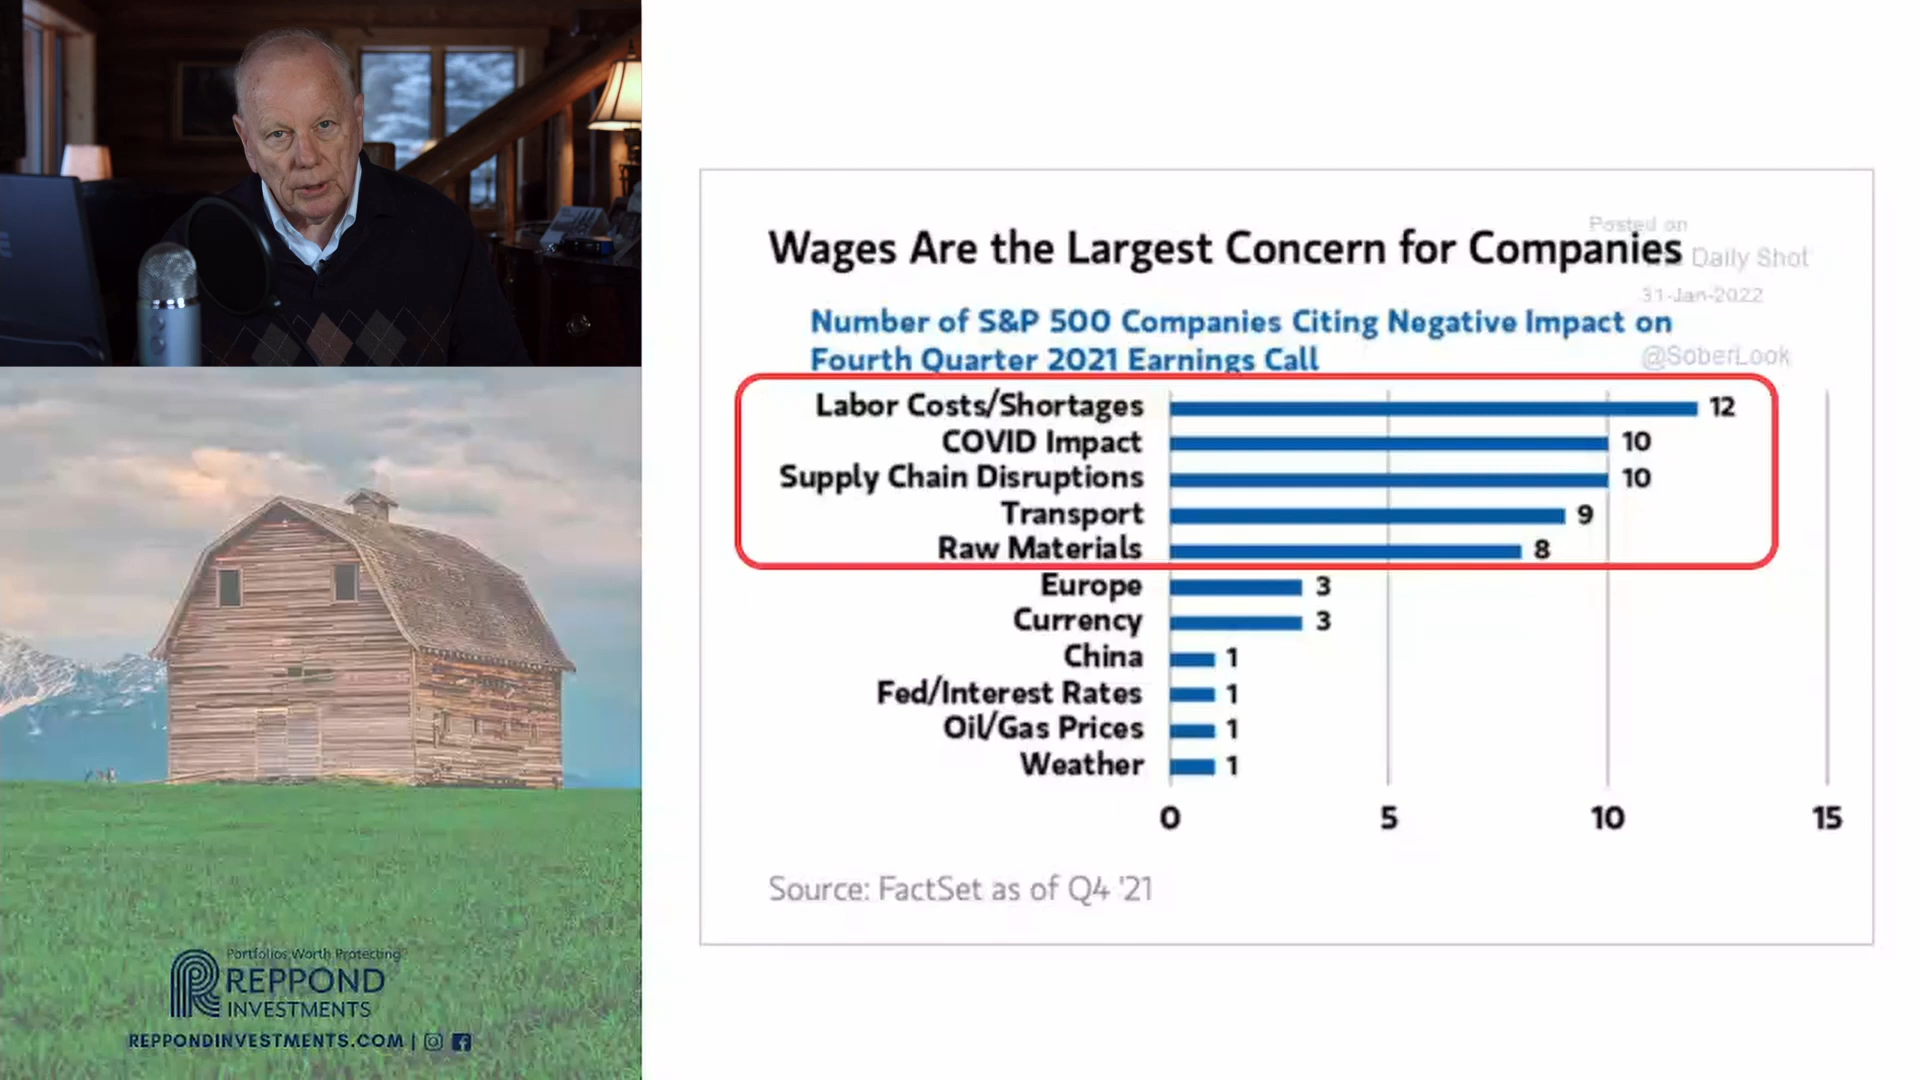 Wages Are the Largest Concern for Companies
Posted on
Daily Shot
31-Jan-2022
@SoberLook
Number of S&P 500 Companies Citing Negative Impact on
Fourth Quarter 2021 Earnings Call
Labor Costs/Shortages 12
COVID Impact 10
Supply Chain Disruptions 10
Transport 9
Raw Materials 8
Europe 3
Currency 3
China 1
Fed/Interest Rates 1
Oil/Gas Prices 1
Weather 1
0 5 10 15
Source: FactSet as of Q4 '21
Portfolios Worth Protecting
REPPOND
INVESTMENTS
REPPONDINVESTMENTS.COM |